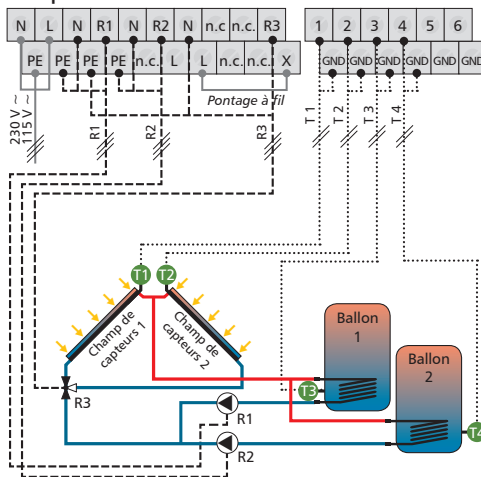 N L N R1 N R2 N n.c. n.c. R3
1 2 3 4 5 6
PE PE PE PE n.c. L L n.c. n.c. X
GND GND GND GND GND GND
Pontage à fil
230 V ~
115 V ~
R1
R2
R3
T 1
T 2
T 3
T 4
T1 T2
Champ de
capteurs 1
Champ de
capteurs 2
Ballon
1
Ballon
2
T3
T4
R3
R1
R2